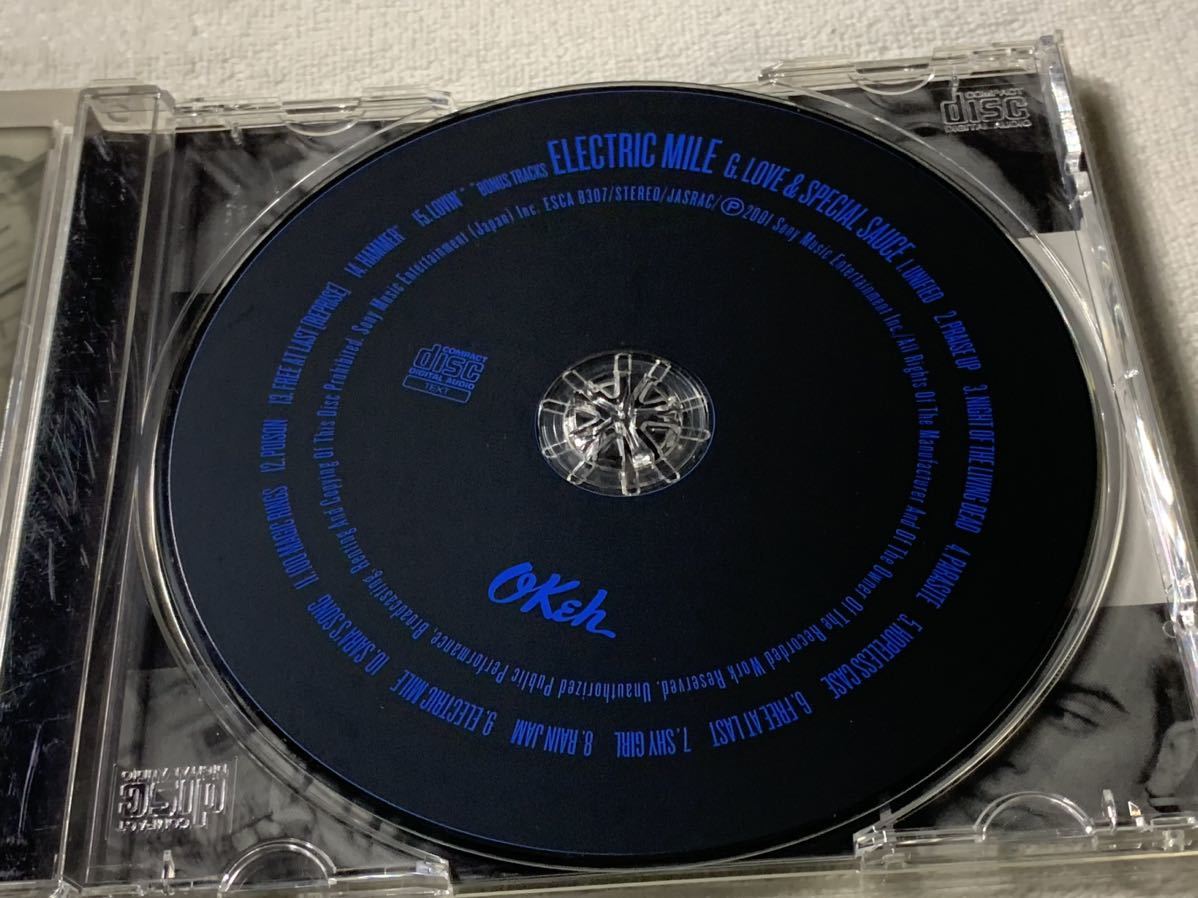 ELECTRIC MILE G. LOVE & SPECIAL SAUCE 1. UNIFIED 2. PRAISE UP 3. NIGHT OF THE LIVING DEAD 4. PARASITE 5. HOPELESS CASE 6. FREE AT LAST 7. SHY GIRL 8. RAIN JAM 9. ELECTRIC MILE 10. SARA'S SONG 11. 100 MAGIC RINGS 12. POISON 13. FREE AT LAST [REPRISE] 14. HAMMER* 15. LOVIN'* *BONUS TRACKS
ESCA 8307/STEREO/JASRAC/ Ⓟ 2001 Sony Music Entertainment Inc./All Rights Of The Manufacturer And Of The Owner Of The Recorded Work Reserved. Unauthorized Public Performance, Broadcasting, Renting And Copying Of This Disc Prohibited. Sony Music Entertainment (Japan) Inc.
COMPACT
disc
DIGITAL AUDIO
TEXT
OKeh
COMPACT
disc
DIGITAL AUDIO
COMPACT
disc
DIGITAL AUDIO